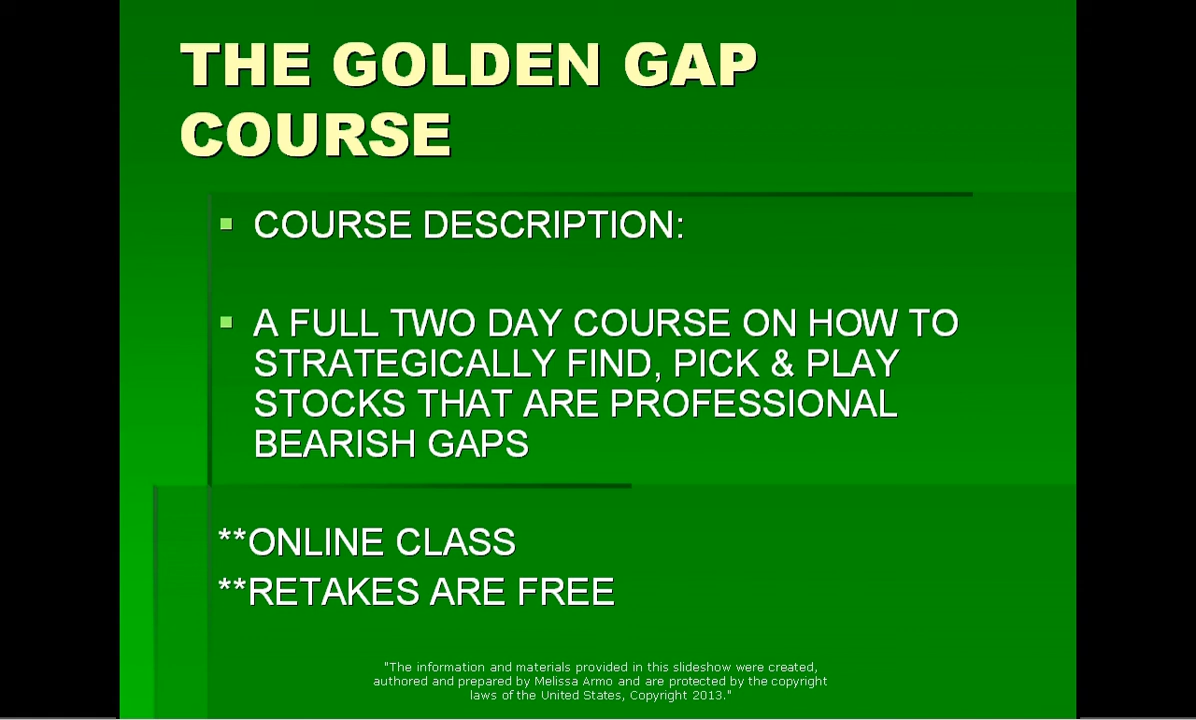 THE GOLDEN GAP
COURSE
COURSE DESCRIPTION:
A FULL TWO DAY COURSE ON HOW TO
STRATEGICALLY FIND, PICK & PLAY
STOCKS THAT ARE PROFESSIONAL
BEARISH GAPS
**ONLINE CLASS
**RETAKES ARE FREE
"The information and materials provided in this slideshow were created,
authored and prepared by Melissa Armo and are protected by the copyright
laws of the United States, Copyright 2013."